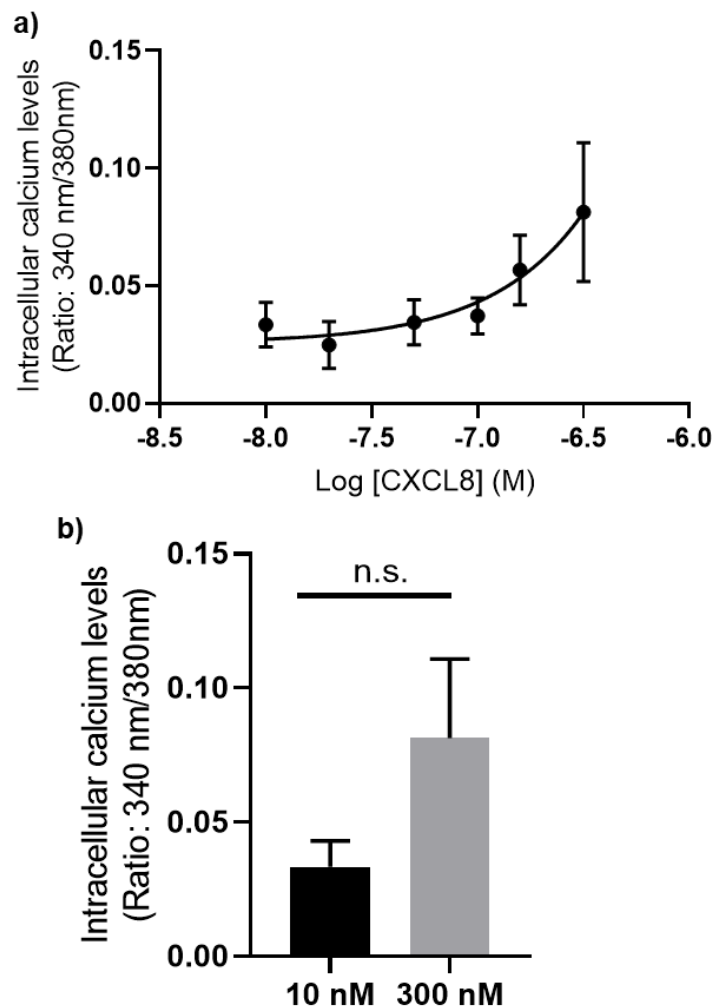 a)
Intracellular calcium levels
(Ratio: 340 nm/380nm)
0.15
0.10
0.05
0.00
-8.5 -8.0 -7.5 -7.0 -6.5 -6.0
Log [CXCL8] (M)
b)
Intracellular calcium levels
(Ratio: 340 nm/380nm)
0.15
0.10
0.05
0.00
n.s.
10 nM 300 nM